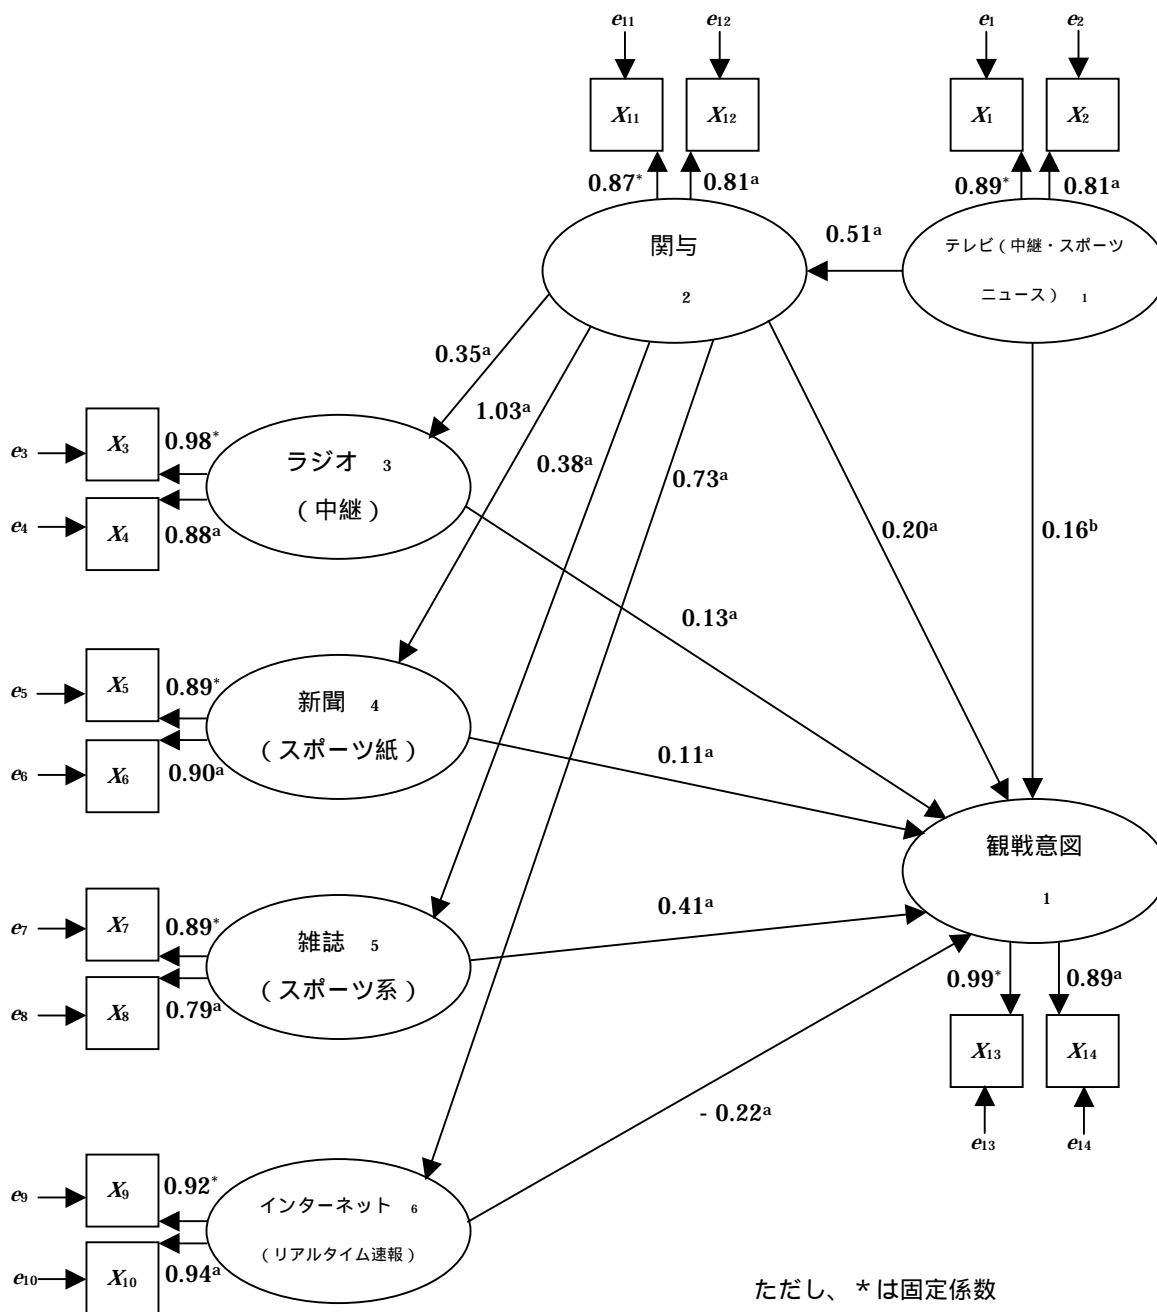 e11
e12
e1
e2
X11
X12
X1
X2
0.87*
0.81a
0.89*
0.81a
関与
2
0.51a
テレビ(中継・スポーツ
ニュース) 1
0.35a
1.03a
0.38a
0.73a
0.20a
0.16b
e3
X3
0.98*
ラジオ 3
(中継)
e4
X4
0.88a
0.13a
e5
X5
0.89*
新聞 4
(スポーツ紙)
e6
X6
0.90a
0.11a
観戦意図
1
e7
X7
0.89*
雑誌 5
(スポーツ系)
0.41a
e8
X8
0.79a
0.99*
0.89a
X13
X14
e13
e14
- 0.22a
e9
X9
0.92*
インターネット 6
(リアルタイム速報)
e10
X10
0.94a
ただし、*は固定係数